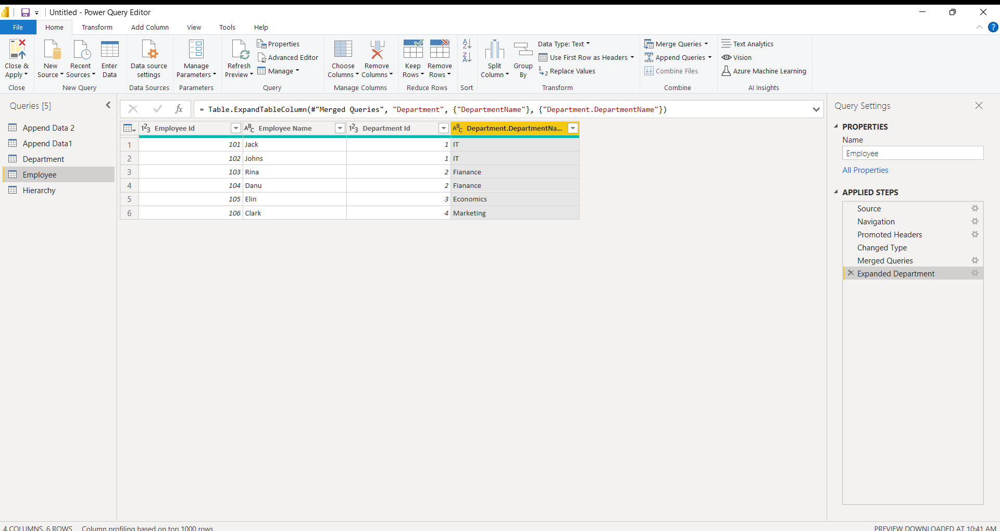 Untitled - Power Query Editor
File Home Transform Add Column View Tools Help
Close & Apply
Close
New Source
Recent Sources
Enter Data
New Query
Data source settings
Data Sources
Manage Parameters
Parameters
Refresh Preview
Properties
Advanced Editor
Manage
Query
Choose Columns
Remove Columns
Manage Columns
Keep Rows
Remove Rows
Reduce Rows
Sort
Split Column
Group By
Data Type: Text
Use First Row as Headers
Replace Values
Transform
Merge Queries
Append Queries
Combine Files
Combine
Text Analytics
Vision
Azure Machine Learning
AI Insights
Queries [5]
Append Data 2
Append Data1
Department
Employee
Hierarchy
fx = Table.ExpandTableColumn(#"Merged Queries", "Department", {"DepartmentName"}, {"Department.DepartmentName"})
123 Employee Id ABC Employee Name 123 Department Id ABC Department.DepartmentNa...
1 101 Jack 1 IT
2 102 Johns 1 IT
3 103 Rina 2 Fianance
4 104 Danu 2 Fianance
5 105 Elin 3 Economics
6 106 Clark 4 Marketing
Query Settings
PROPERTIES
Name
Employee
All Properties
APPLIED STEPS
Source
Navigation
Promoted Headers
Changed Type
Merged Queries
Expanded Department
4 COLUMNS, 6 ROWS Column profiling based on top 1000 rows
PREVIEW DOWNLOADED AT 10:41 AM